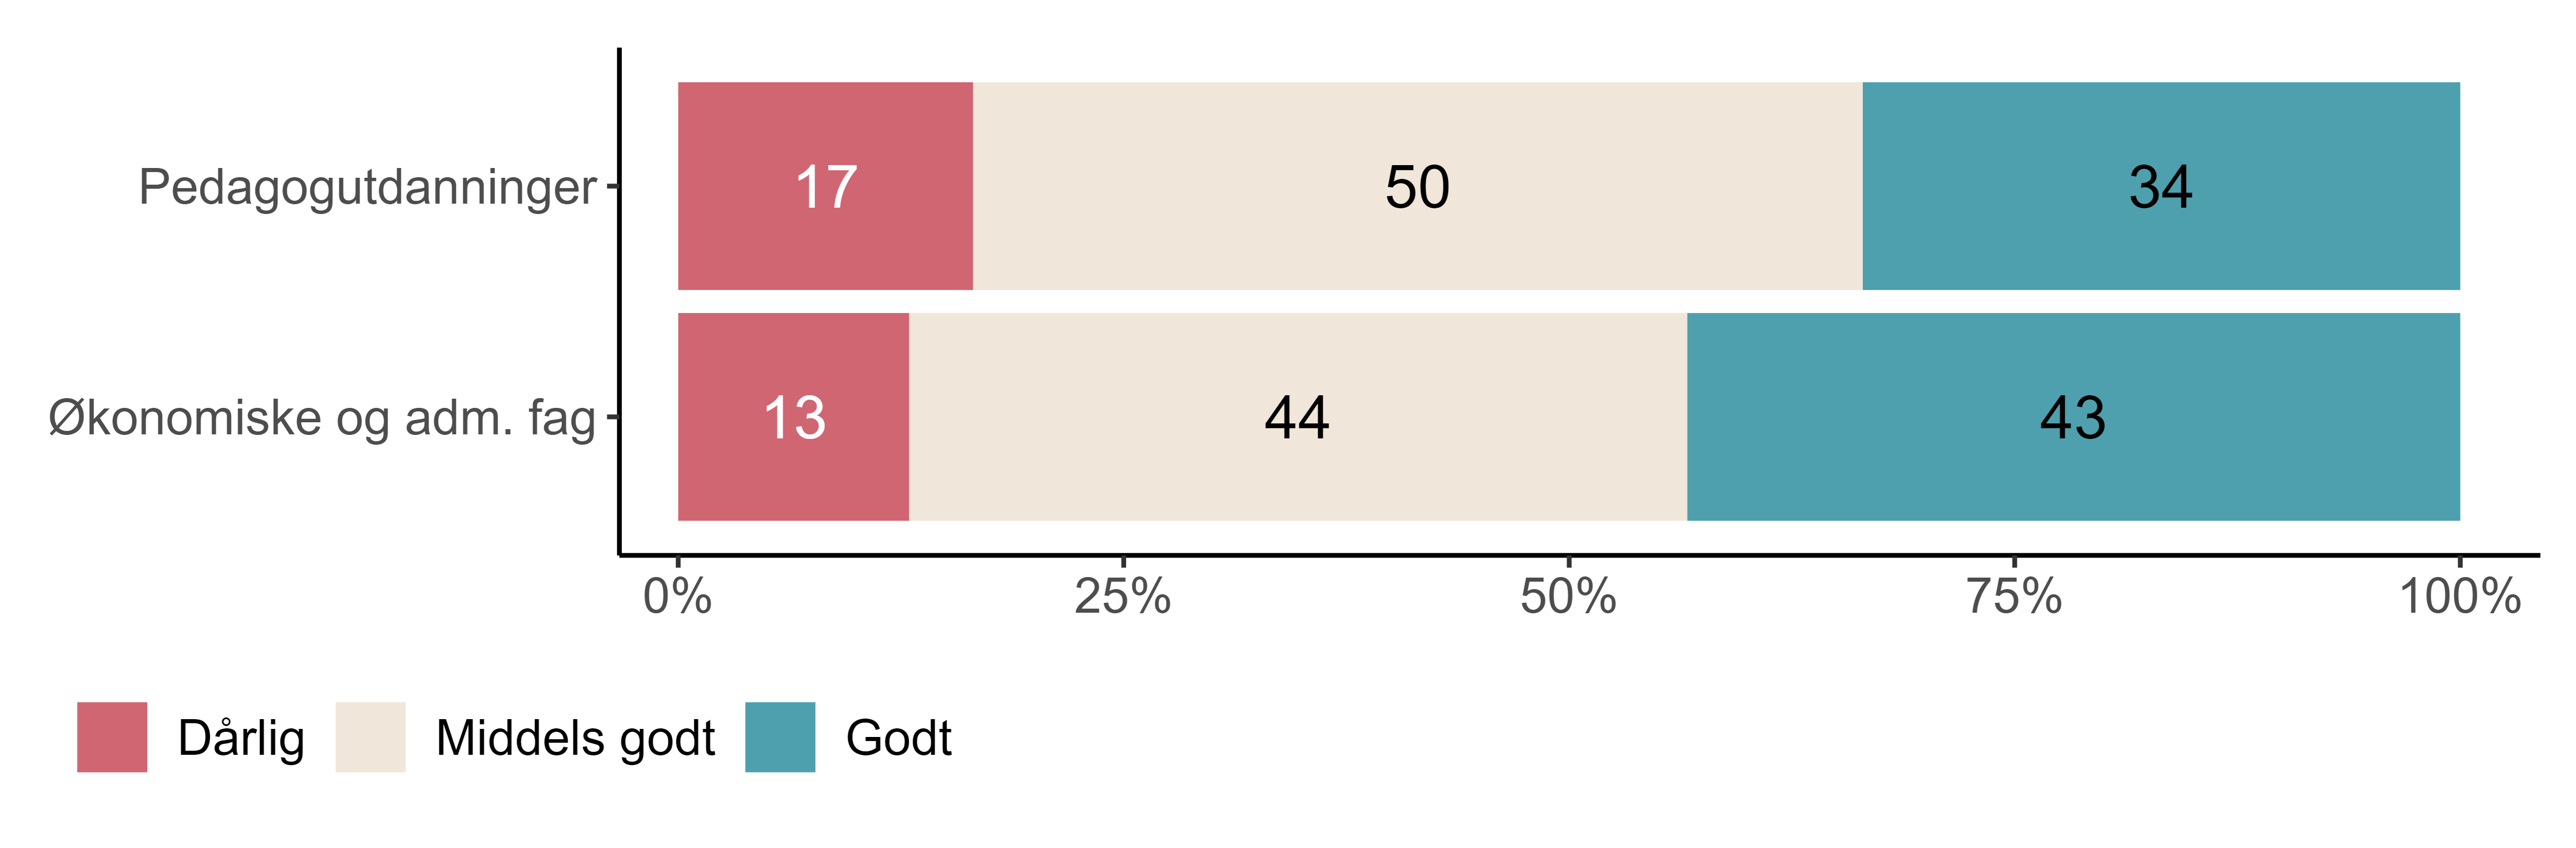 Pedagogutdanninger 17 50 34
Økonomiske og adm. fag 13 44 43
0% 25% 50% 75% 100%
Dårlig Middels godt Godt